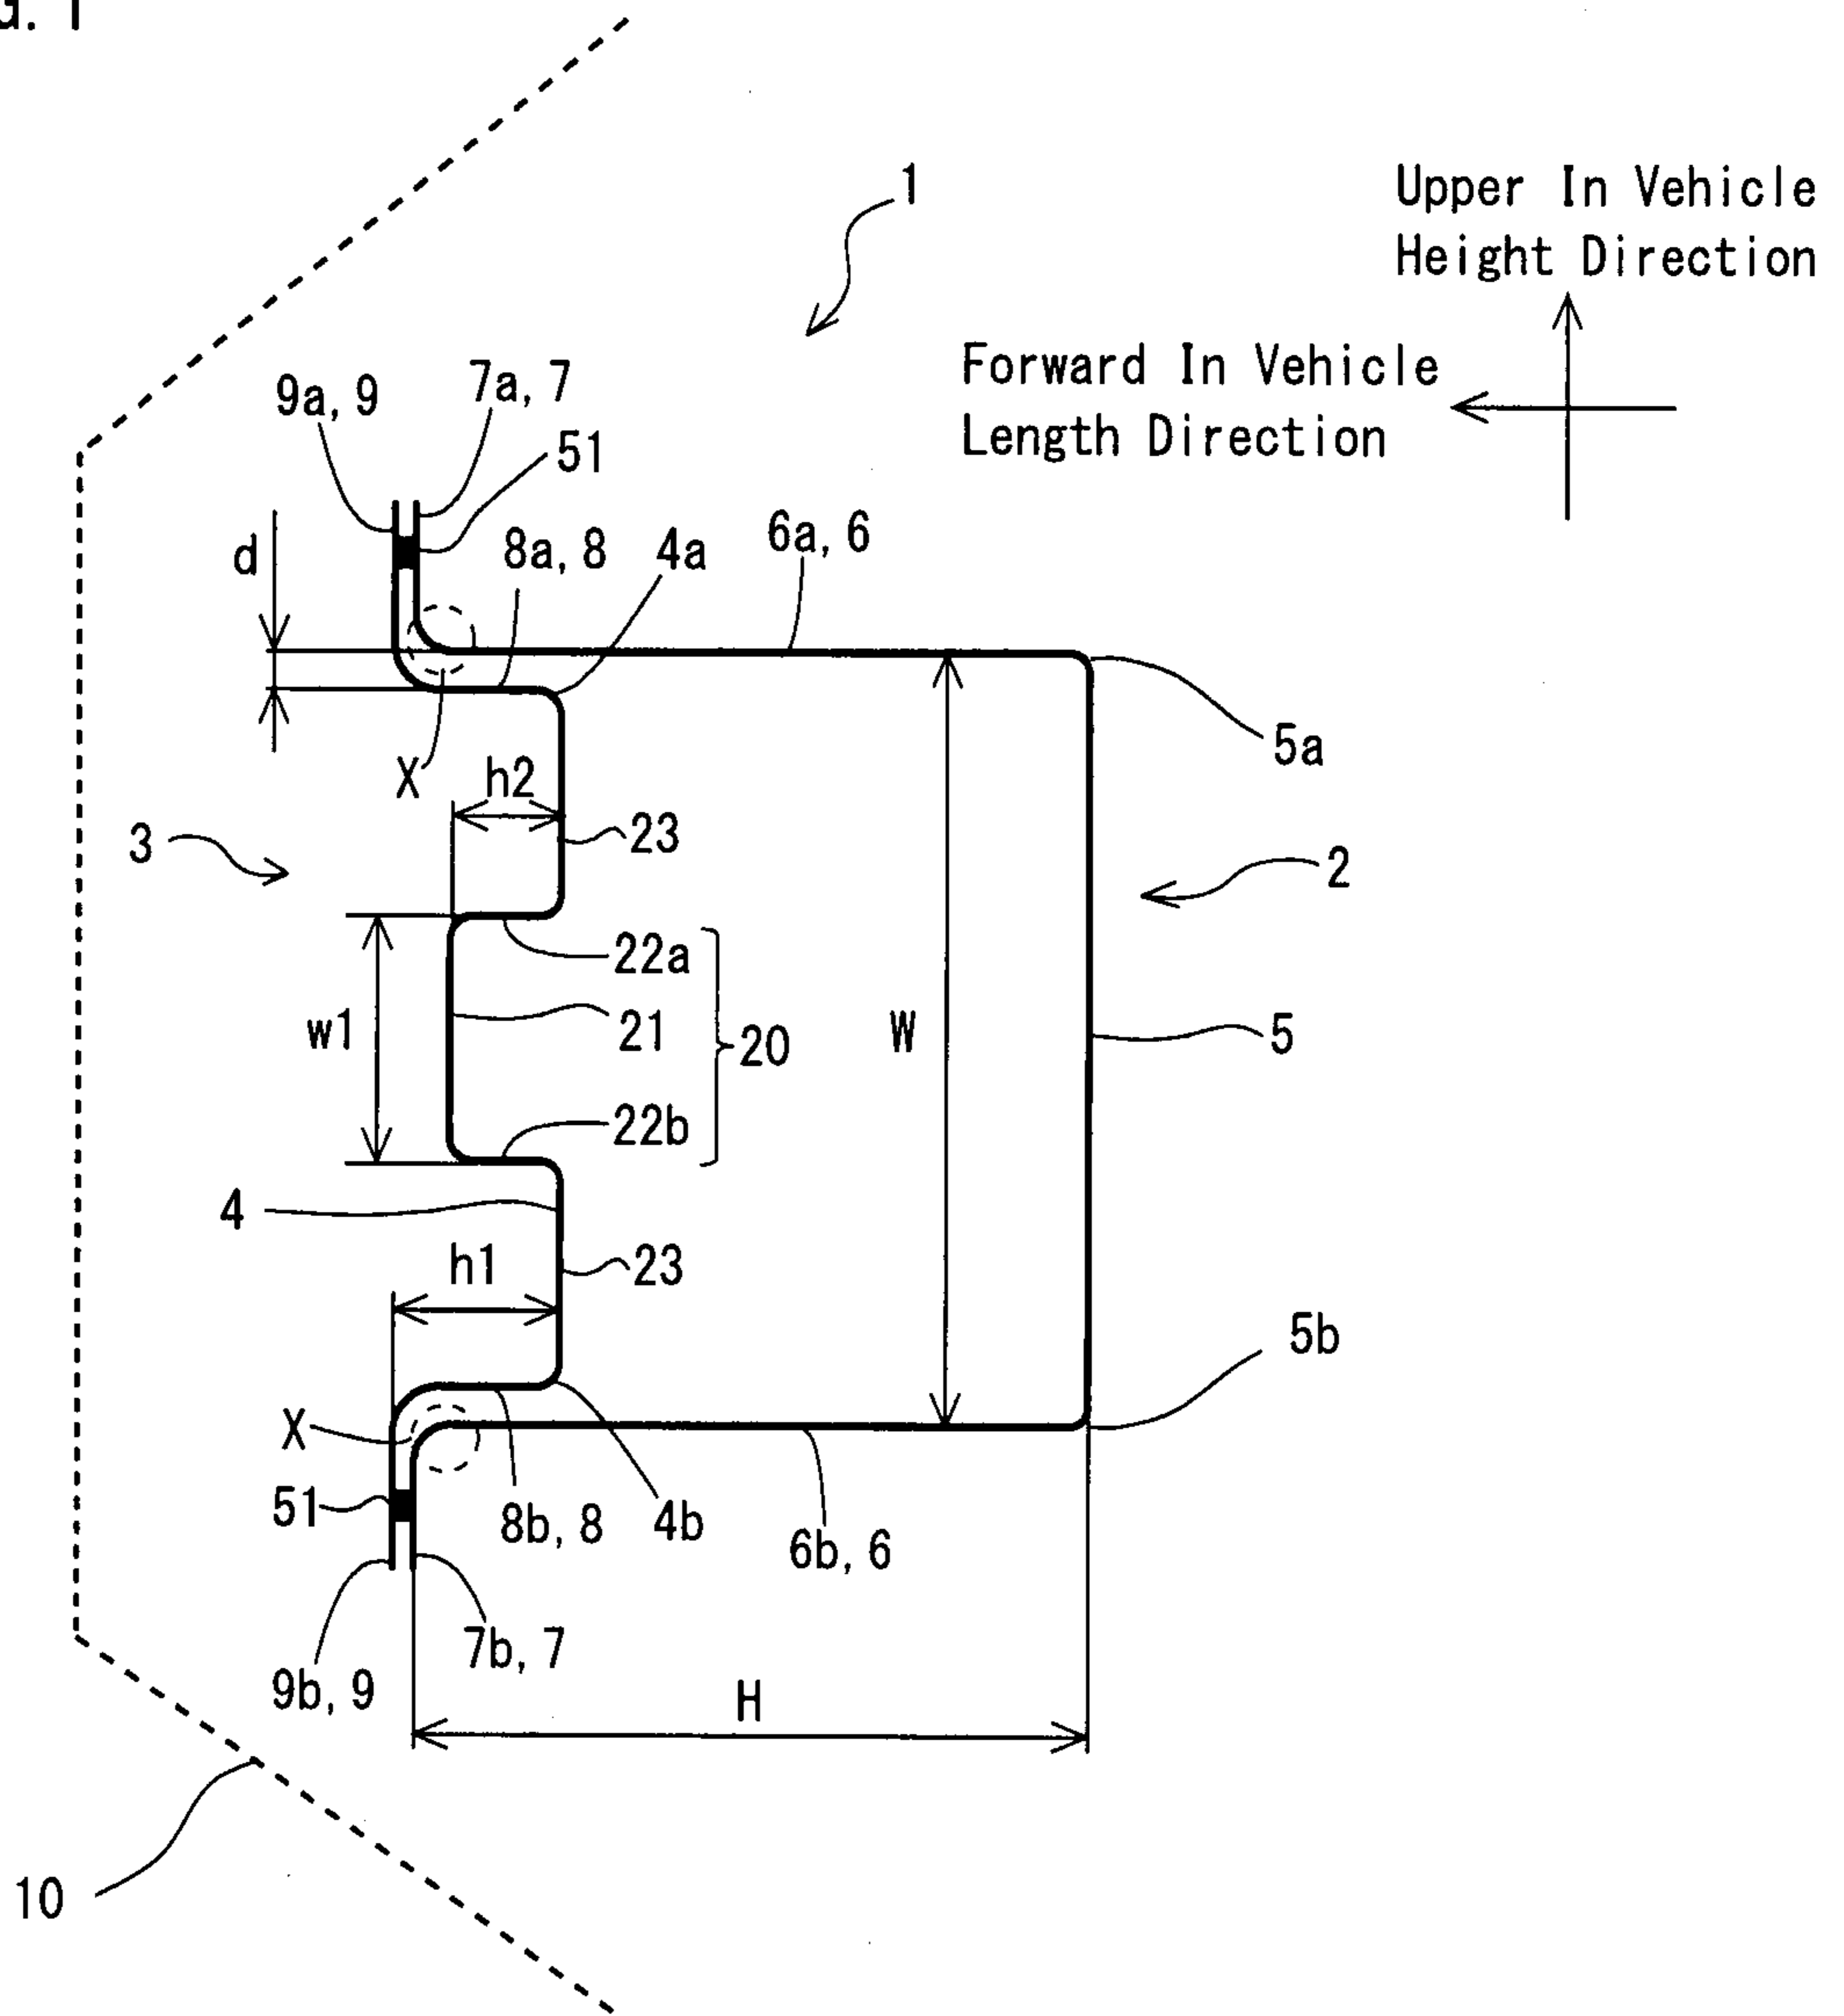 G. 1
1
Upper In Vehicle
Height Direction
Forward In Vehicle
Length Direction
9a, 9
7a, 7
51
d
8a, 8
4a
6a, 6
5a
X
h2
3
23
2
22a
w1
21
20
W
5
22b
4
h1
23
5b
X
51
8b, 8
4b
6b, 6
7b, 7
9b, 9
H
10